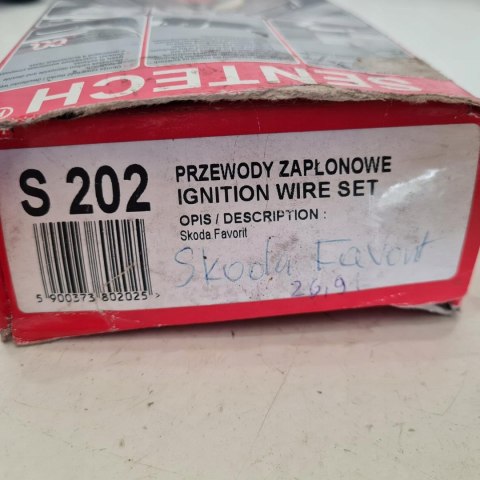 SENTECH®
S 202
PRZEWODY ZAPŁONOWE
IGNITION WIRE SET
OPIS / DESCRIPTION :
Skoda Favorit
Skoda Favorit
26,9
5 900373 802025 >